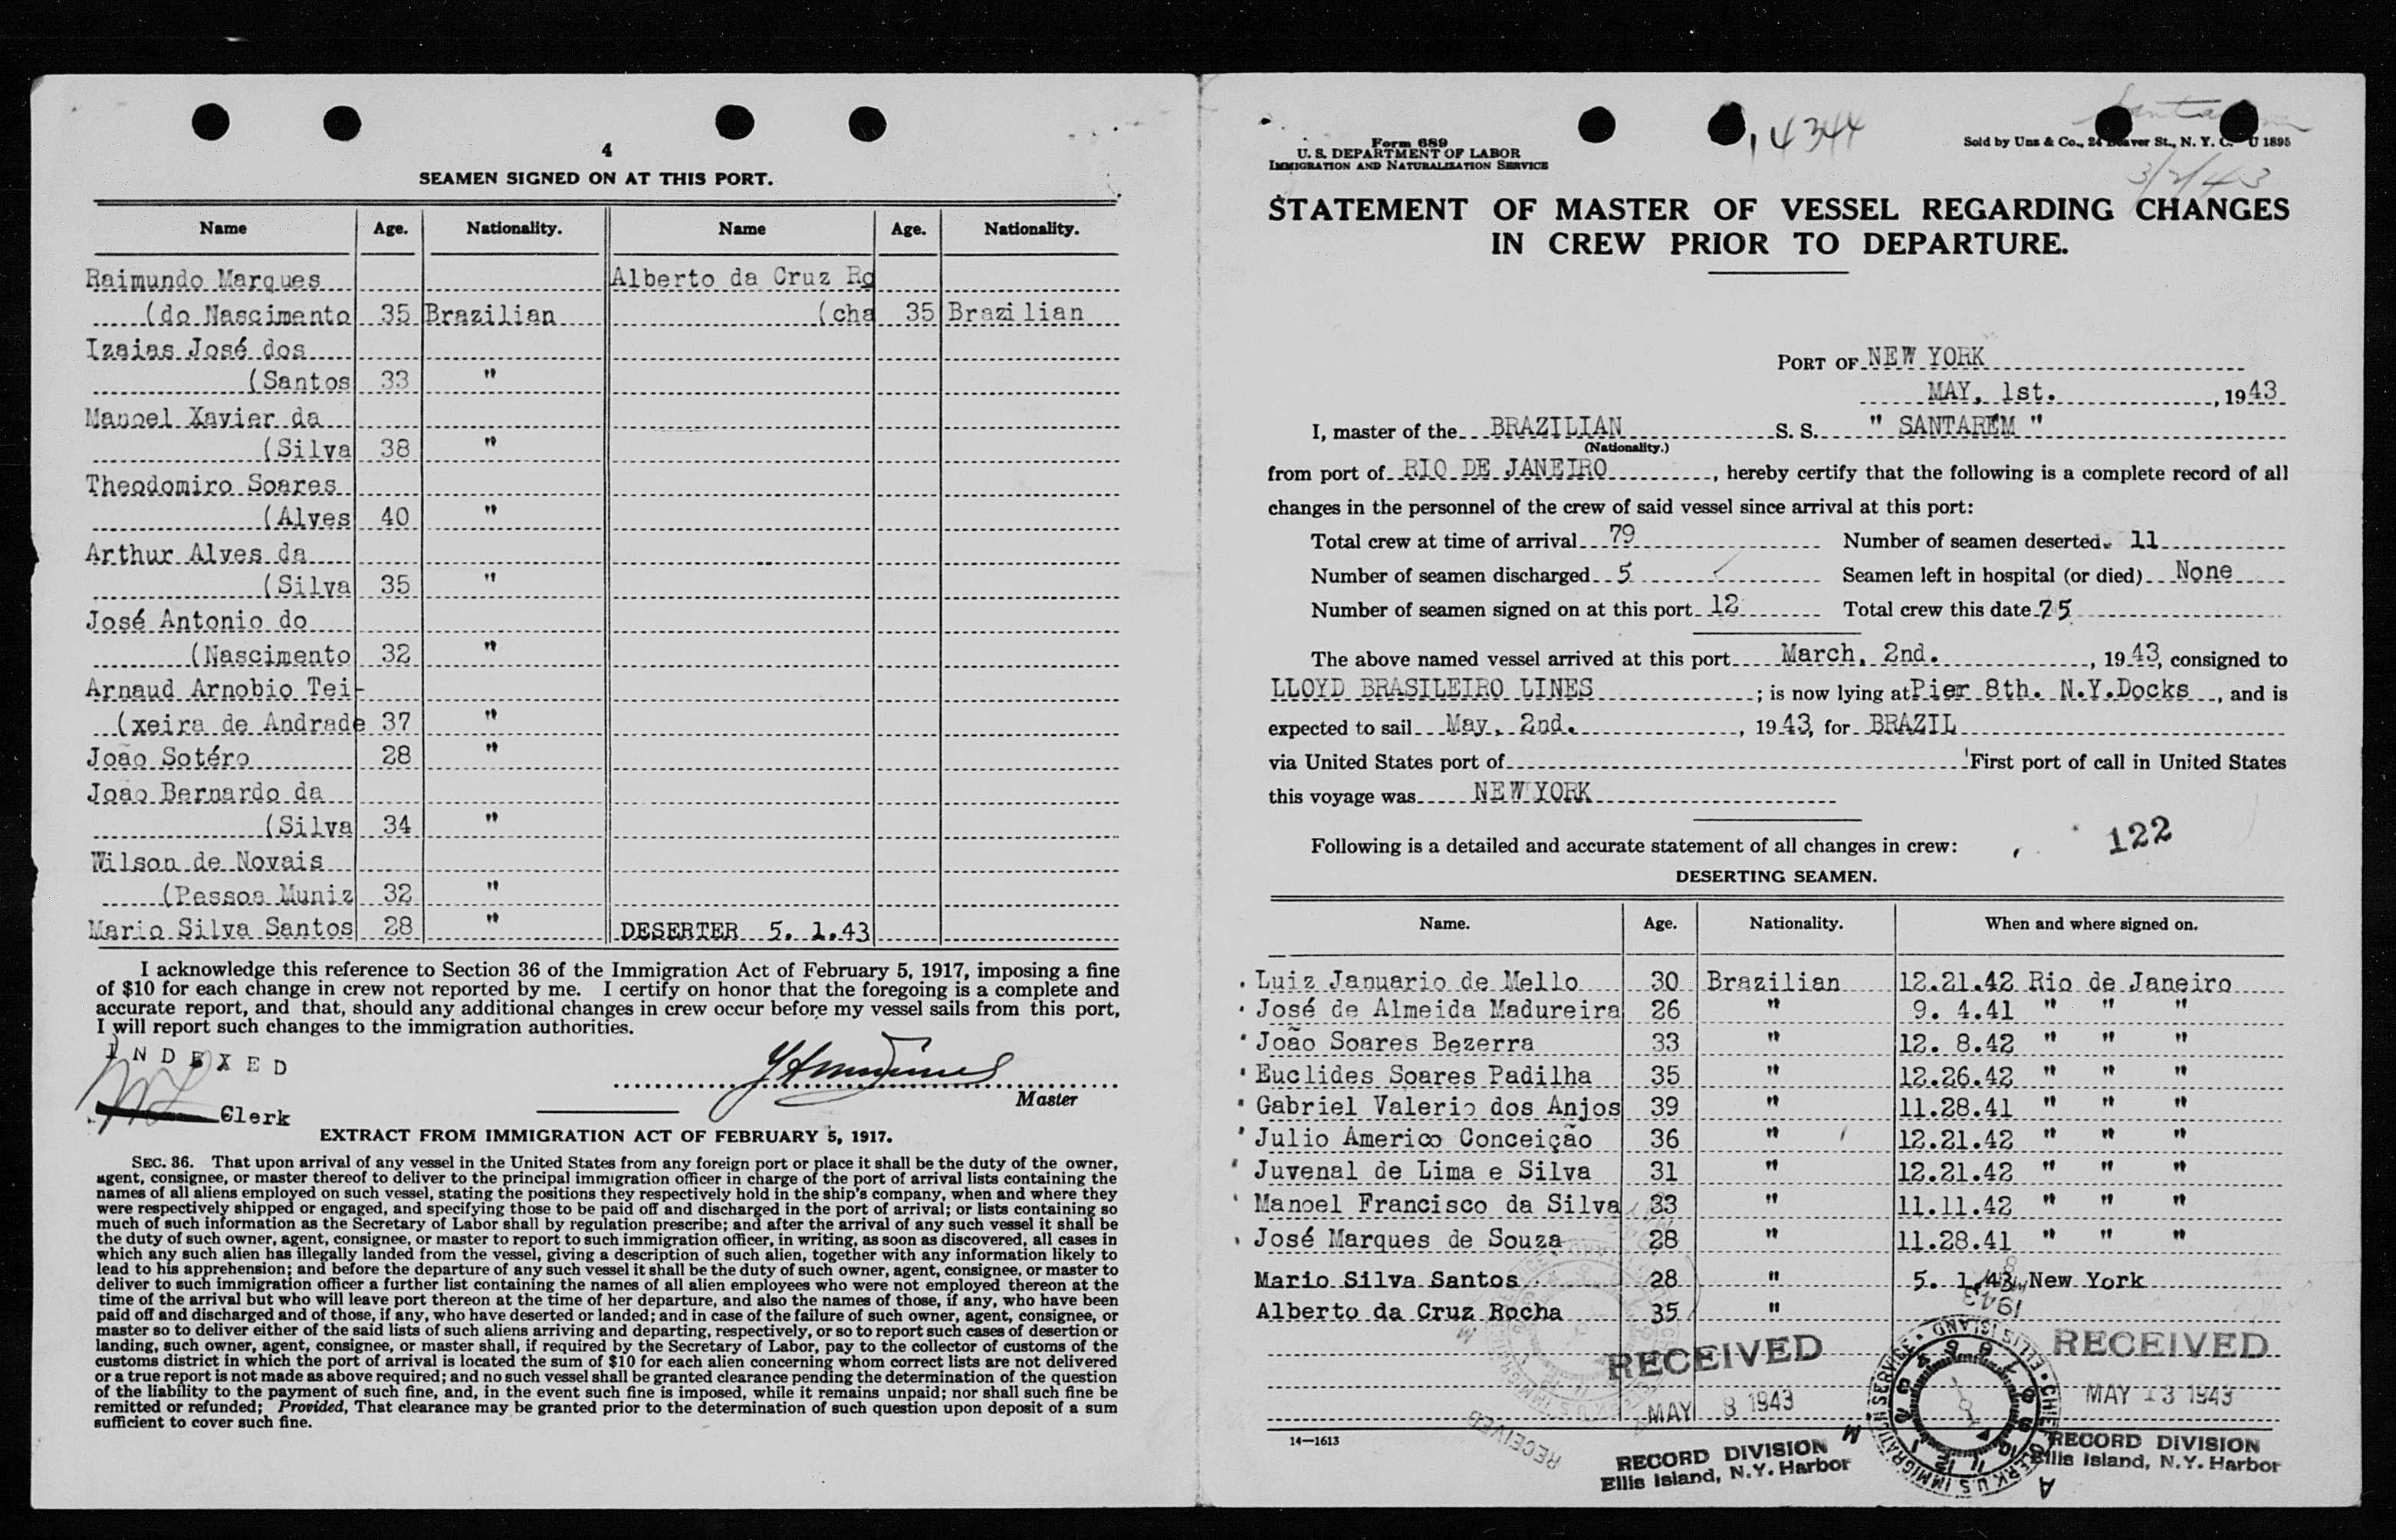 4
SEAMEN SIGNED ON AT THIS PORT.
Name Age. Nationality. Name Age. Nationality.
Raimundo Marques Alberto da Cruz Ro
(do Nascimento 35 Brazilian (cha 35 Brazilian
Izaias José dos
(Santos 33 "
Manoel Xavier da
(Silva 38 "
Theodomiro Soares
(Alves 40 "
Arthur Alves da
(Silva 35 "
José Antonio do
(Nascimento 32 "
Arnaud Arnobio Tei-
(xeira de Andrade 37 "
João Sotéro 28 "
João Bernardo da
(Silva 34 "
Wilson de Novais
(Pessoa Muniz 32 "
Mario Silva Santos 28 " DESERTER 5. 1.43
I acknowledge this reference to Section 36 of the Immigration Act of February 5, 1917, imposing a fine
of $10 for each change in crew not reported by me. I certify on honor that the foregoing is a complete and
accurate report, and that, should any additional changes in crew occur before my vessel sails from this port,
I will report such changes to the immigration authorities.
INDEXED
Master
Clerk
EXTRACT FROM IMMIGRATION ACT OF FEBRUARY 5, 1917.
SEC. 36. That upon arrival of any vessel in the United States from any foreign port or place it shall be the duty of the owner,
agent, consignee, or master thereof to deliver to the principal immigration officer in charge of the port of arrival lists containing the
names of all aliens employed on such vessel, stating the positions they respectively hold in the ship's company, when and where they
were respectively shipped or engaged, and specifying those to be paid off and discharged in the port of arrival; or lists containing so
much of such information as the Secretary of Labor shall by regulation prescribe; and after the arrival of any such vessel it shall be
the duty of such owner, agent, consignee, or master to report to such immigration officer, in writing, as soon as discovered, all cases in
which any such alien has illegally landed from the vessel, giving a description of such alien, together with any information likely to
lead to his apprehension; and before the departure of any such vessel it shall be the duty of such owner, agent, consignee, or master to
deliver to such immigration officer a further list containing the names of all alien employees who were not employed thereon at the
time of the arrival but who will leave port thereon at the time of her departure, and also the names of those, if any, who have been
paid off and discharged and of those, if any, who have deserted or landed; and in case of the failure of such owner, agent, consignee, or
master so to deliver either of the said lists of such aliens arriving and departing, respectively, or so to report such cases of desertion or
landing, such owner, agent, consignee, or master shall, if required by the Secretary of Labor, pay to the collector of customs of the
customs district in which the port of arrival is located the sum of $10 for each alien concerning whom correct lists are not delivered
or a true report is not made as above required; and no such vessel shall be granted clearance pending the determination of the question
of the liability to the payment of such fine, and, in the event such fine is imposed, while it remains unpaid; nor shall such fine be
remitted or refunded; Provided, That clearance may be granted prior to the determination of such question upon deposit of a sum
sufficient to cover such fine.
Form 689
U. S. DEPARTMENT OF LABOR
IMMIGRATION AND NATURALIZATION SERVICE
4344
Sold by Uns & Co., 24 Beaver St., N. Y. C. U 1895
3/2/43
STATEMENT OF MASTER OF VESSEL REGARDING CHANGES
IN CREW PRIOR TO DEPARTURE.
PORT OF NEW YORK
MAY, 1st., 1943
I, master of the BRAZILIAN S. S. " SANTARÉM "
(Nationality.)
from port of RIO DE JANEIRO, hereby certify that the following is a complete record of all
changes in the personnel of the crew of said vessel since arrival at this port:
Total crew at time of arrival 79 Number of seamen deserted. 11
Number of seamen discharged 5 Seamen left in hospital (or died) None
Number of seamen signed on at this port 12 Total crew this date 75
The above named vessel arrived at this port March, 2nd., 1943, consigned to
LLOYD BRASILEIRO LINES; is now lying at Pier 8th. N.Y.Docks, and is
expected to sail May, 2nd., 1943, for BRAZIL
via United States port of First port of call in United States
this voyage was NEW YORK
Following is a detailed and accurate statement of all changes in crew:
122
DESERTING SEAMEN.
Name. Age. Nationality. When and where signed on.
Luiz Januario de Mello 30 Brazilian 12.21.42 Rio de Janeiro
José de Almeida Madureira 26 " 9. 4.41 " " "
João Soares Bezerra 33 " 12. 8.42 " " "
Euclides Soares Padilha 35 " 12.26.42 " " "
Gabriel Valerio dos Anjos 39 " 11.28.41 " " "
Julio Americo Conceição 36 " 12.21.42 " " "
Juvenal de Lima e Silva 31 " 12.21.42 " " "
Manoel Francisco da Silva 33 " 11.11.42 " " "
José Marques de Souza 28 " 11.28.41 " " "
Mario Silva Santos 28 " 5. 1.43 New York
Alberto da Cruz Rocha 35 "
RECEIVED
MAY 8 1943
RECORD DIVISION
Ellis Island, N.Y. Harbor
RECEIVED
MAY 13 1943
RECORD DIVISION
Ellis Island, N.Y. Harbor
RECEIVED
14—1613